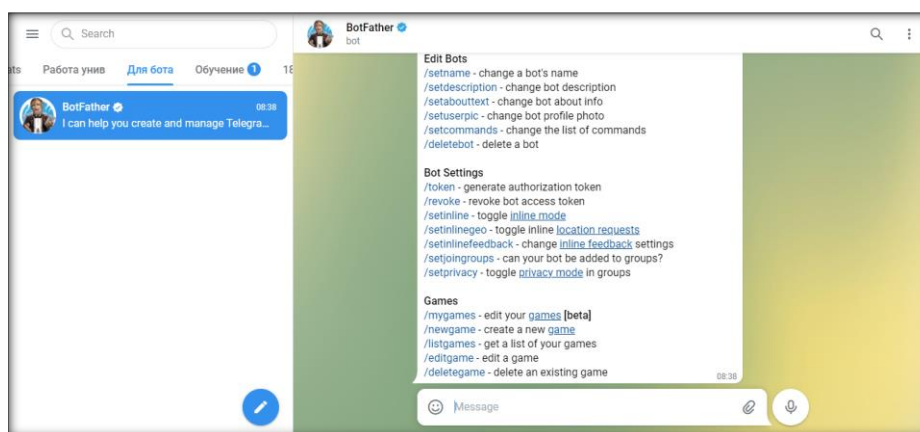 Search
ats Работа унив Для бота Обучение 1 18
BotFather 08:38
I can help you create and manage Telegra...
BotFather
bot
Edit Bots
/setname - change a bot's name
/setdescription - change bot description
/setabouttext - change bot about info
/setuserpic - change bot profile photo
/setcommands - change the list of commands
/deletebot - delete a bot
Bot Settings
/token - generate authorization token
/revoke - revoke bot access token
/setinline - toggle inline mode
/setinlinegeo - toggle inline location requests
/setinlinefeedback - change inline feedback settings
/setjoingroups - can your bot be added to groups?
/setprivacy - toggle privacy mode in groups
Games
/mygames - edit your games [beta]
/newgame - create a new game
/listgames - get a list of your games
/editgame - edit a game
/deletegame - delete an existing game
08:38
Message